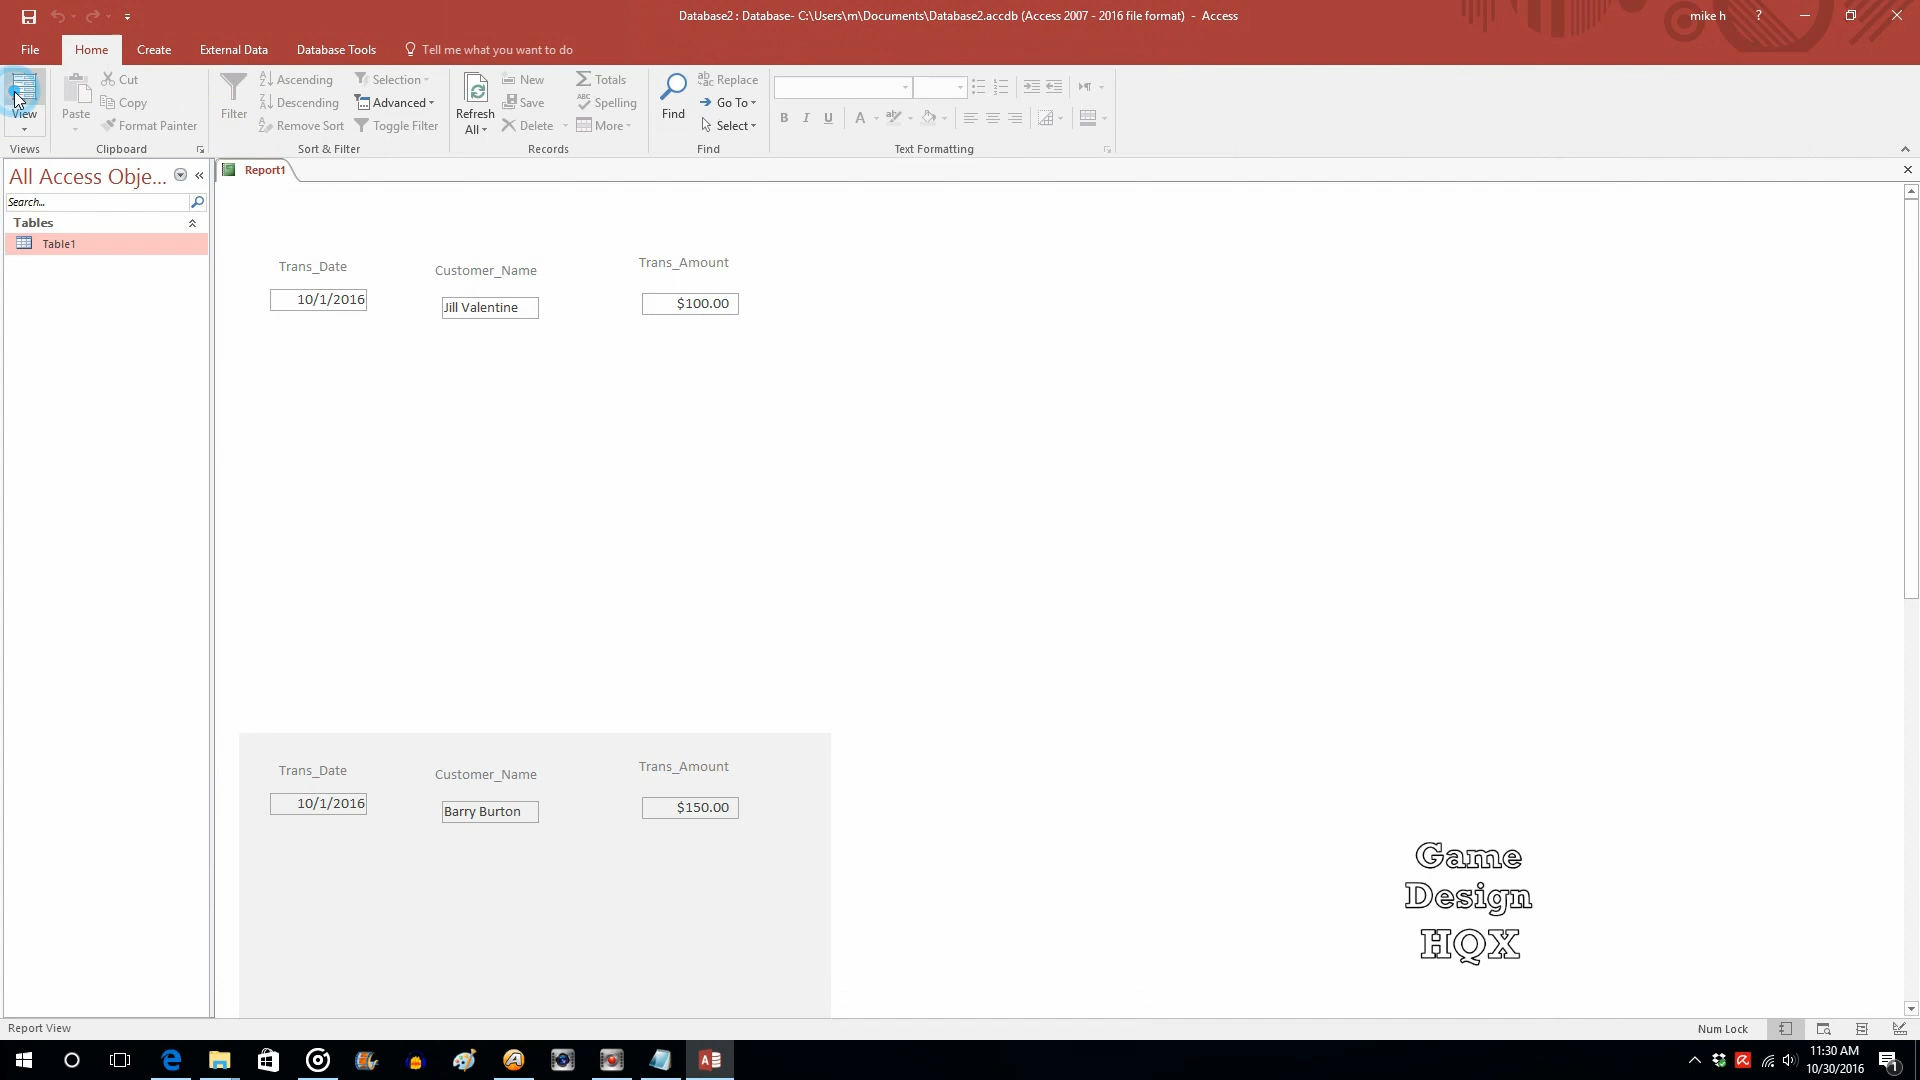 Database2 : Database- C:\Users\m\Documents\Database2.accdb (Access 2007 - 2016 file format) - Access
mike h
?
File
Home
Create
External Data
Database Tools
Tell me what you want to do
View
Views
Paste
Cut
Copy
Format Painter
Clipboard
Filter
Ascending
Descending
Remove Sort
Selection
Advanced
Toggle Filter
Sort & Filter
Refresh
All
New
Save
Delete
Totals
Spelling
More
Records
Find
Replace
Go To
Select
Find
B I U A
Text Formatting
All Access Obje...
Search...
Tables
Table1
Report1
Trans_Date
Customer_Name
Trans_Amount
10/1/2016
Jill Valentine
$100.00
Trans_Date
Customer_Name
Trans_Amount
10/1/2016
Barry Burton
$150.00
Game
Design
HQX
Report View
Num Lock
11:30 AM
10/30/2016
1